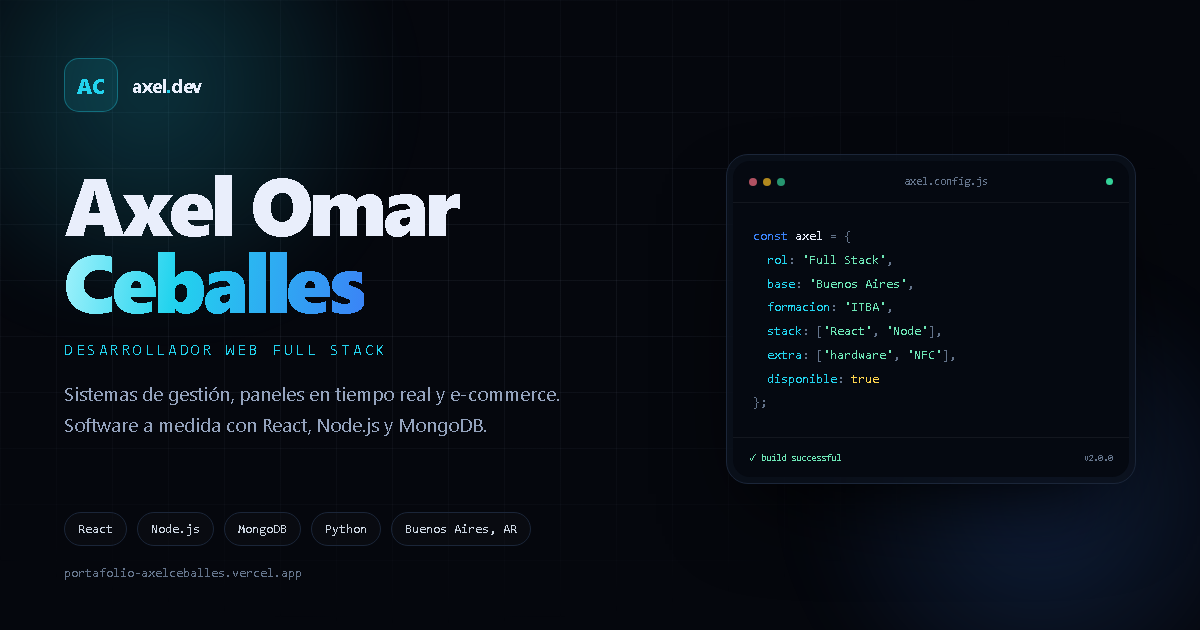 AC
axel.dev
Axel Omar
Ceballes
DESARROLLADOR WEB FULL STACK
Sistemas de gestión, paneles en tiempo real y e-commerce.
Software a medida con React, Node.js y MongoDB.
React
Node.js
MongoDB
Python
Buenos Aires, AR
portafolio-axelceballes.vercel.app
axel.config.js
const axel = {
rol: 'Full Stack',
base: 'Buenos Aires',
formacion: 'ITBA',
stack: ['React', 'Node'],
extra: ['hardware', 'NFC'],
disponible: true
};
✓ build successful
v2.0.0